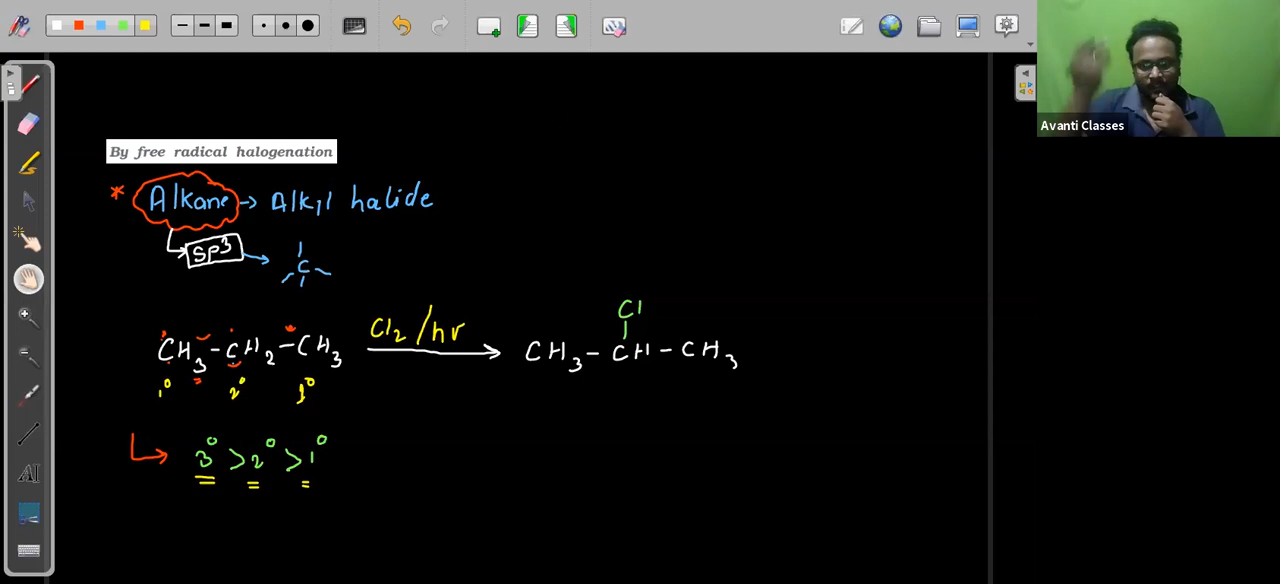 Avanti Classes
By free radical halogenation
* Alkane → Alkyl halide
sp³ → C
CH₃ – CH₂ – CH₃ Cl₂ / hν → CH₃ – CH – CH₃
Cl
1° 2° 1°
3° > 2° > 1°